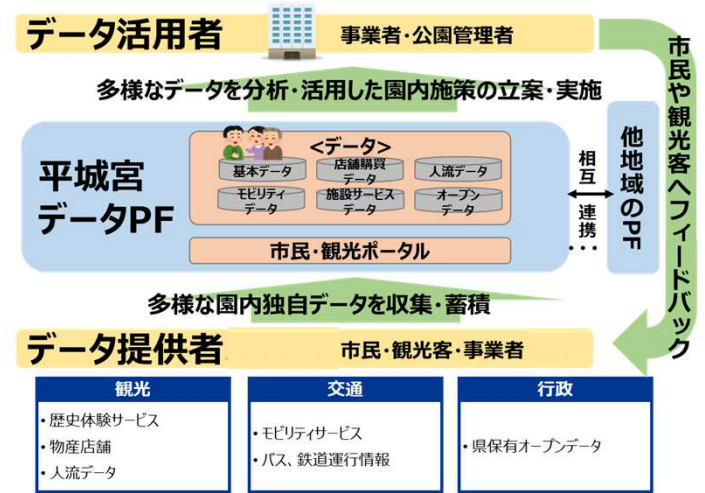 データ活用者
事業者・公園管理者
多様なデータを分析・活用した園内施策の立案・実施
平城宮
データPF
<データ>
基本データ
店舗購買
データ
人流データ
モビリティ
データ
施設サービス
データ
オープン
データ
市民・観光ポータル
相互連携
・・・
他地域のPF
市民や観光客へフィードバック
多様な園内独自データを収集・蓄積
データ提供者
市民・観光客・事業者
観光
・歴史体験サービス
・物産店舗
・人流データ
交通
・モビリティサービス
・バス、鉄道運行情報
行政
・県保有オープンデータ